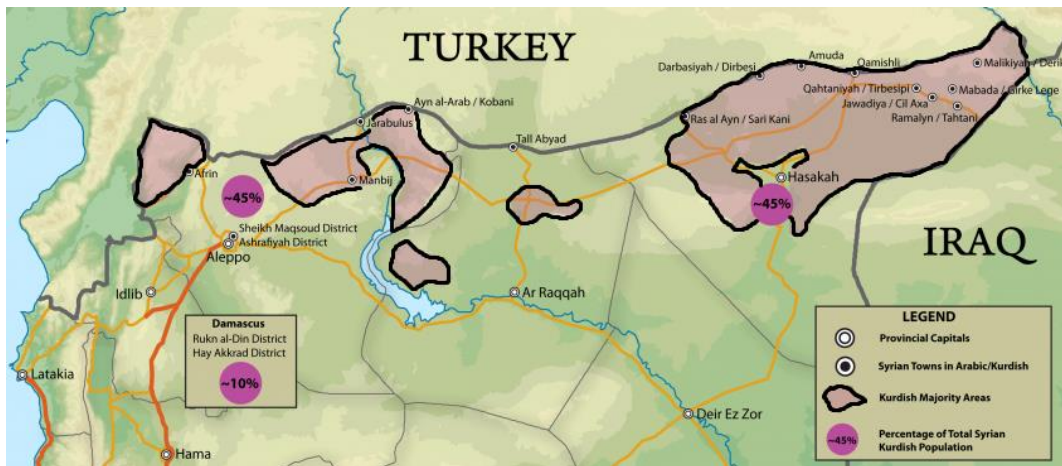 TURKEY
Darbasiyah / Dirbesi
Amuda
Qamishli
Malikiyah / Derik
Qahtaniyah / Tirbesipi
Mabada / Girke Lege
Jawadiya / Cil Axa
Ramalyn / Tahtani
Ayn al-Arab / Kobani
Jarabulus
Ras al Ayn / Sari Kani
Tall Abyad
Afrin
Manbij
Hasakah
~45%
~45%
Sheikh Maqsoud District
Ashrafiyah District
Aleppo
IRAQ
Idlib
Ar Raqqah
Damascus
Rukn al-Din District
Hay Akkrad District
~10%
Latakia
Deir Ez Zor
Hama
LEGEND
Provincial Capitals
Syrian Towns in Arabic/Kurdish
Kurdish Majority Areas
~45%
Percentage of Total Syrian
Kurdish Population